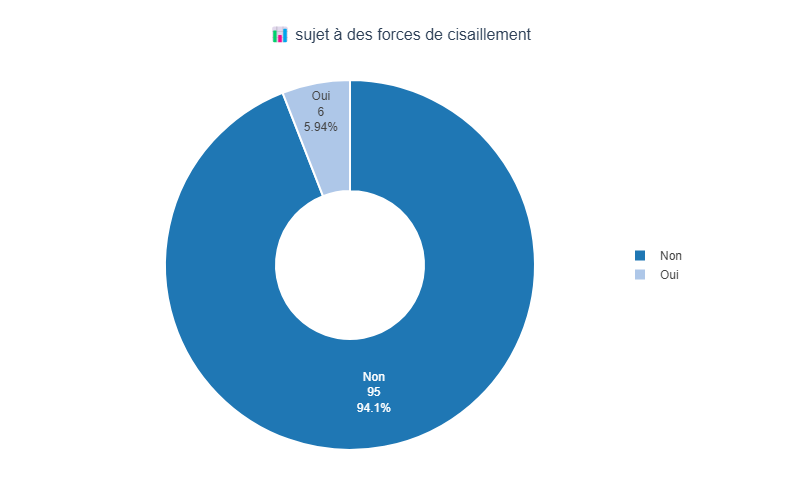 📊 sujet à des forces de cisaillement
Oui
6
5.94%
Non
Oui
Non
95
94.1%